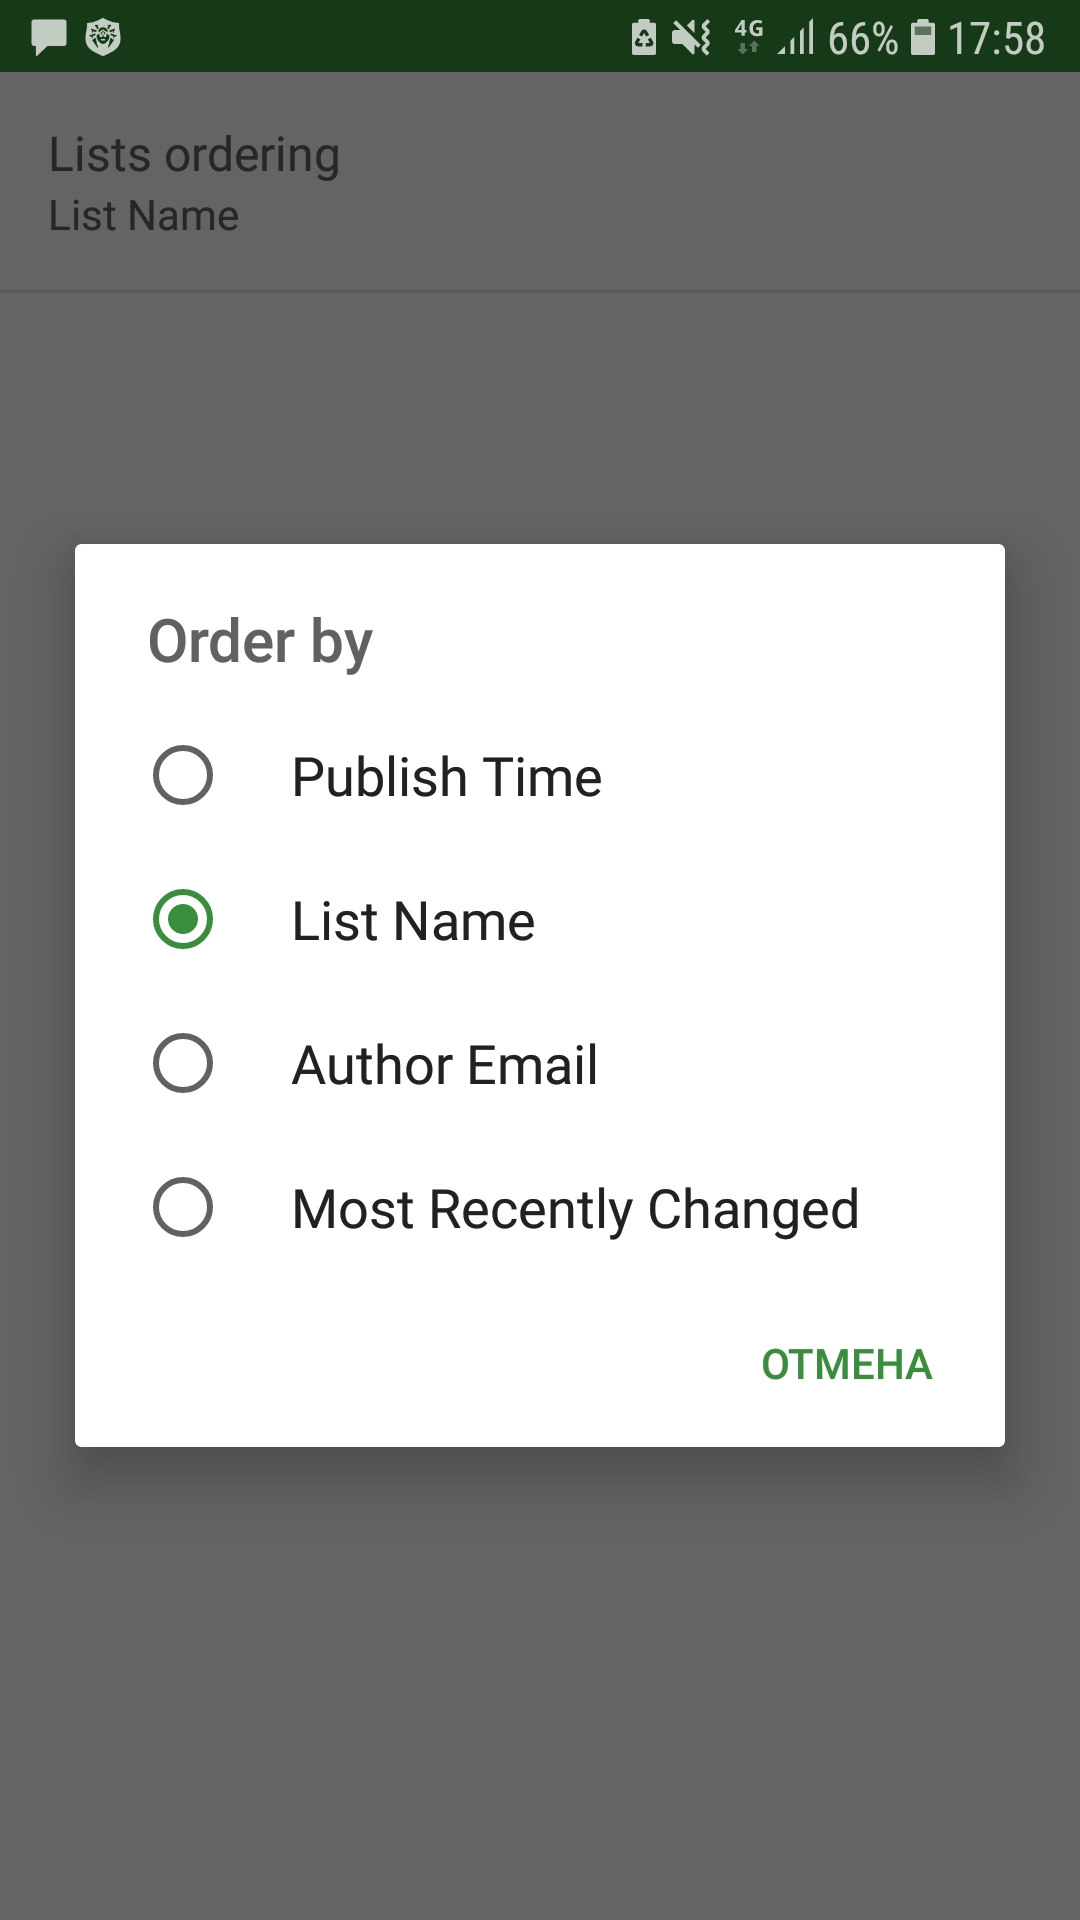 4G 66% 17:58
Lists ordering
List Name
Order by
Publish Time
List Name
Author Email
Most Recently Changed
ОТМЕНА